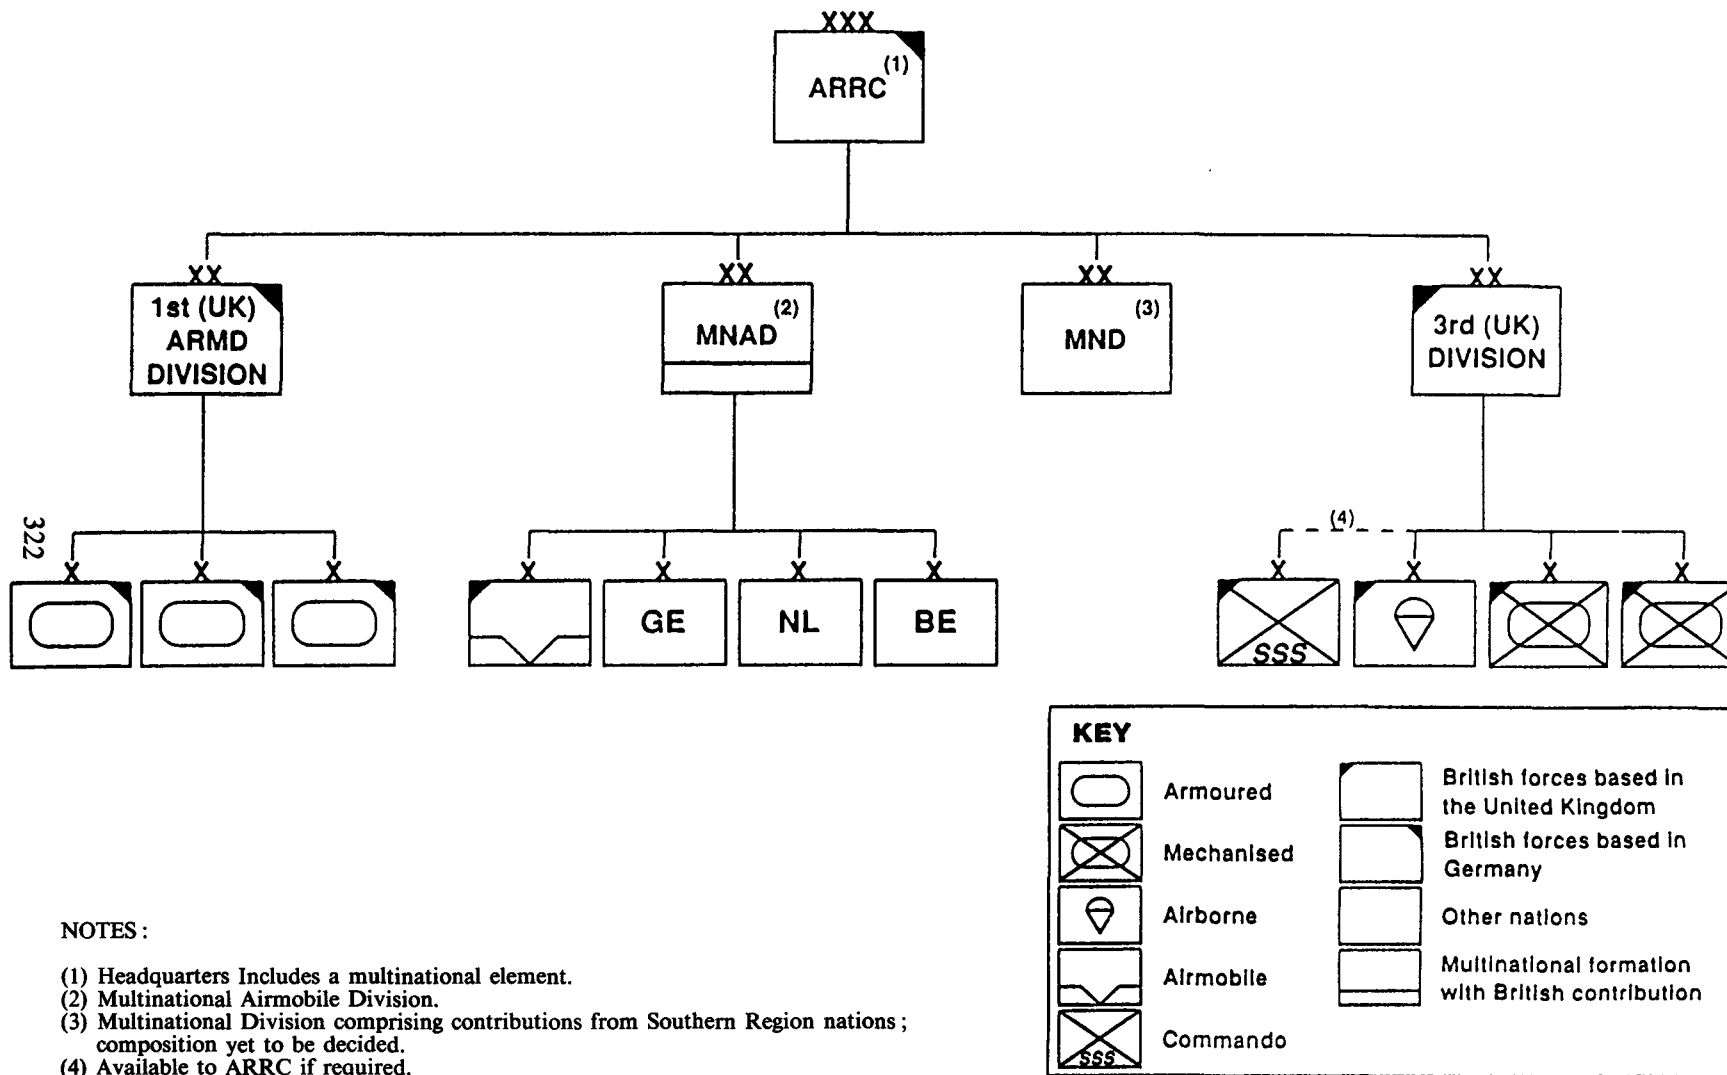 XXX
ARRC (1)
XX
XX
XX
XX
1st (UK)
ARMD
DIVISION
MNAD (2)
MND (3)
3rd (UK)
DIVISION
322
(4)
X
X
X
X
X
X
X
X
X
X
X
GE
NL
BE
SSS
KEY
Armoured
Mechanised
Airborne
Airmobile
SSS
Commando
British forces based in
the United Kingdom
British forces based in
Germany
Other nations
Multinational formation
with British contribution
NOTES :
(1) Headquarters Includes a multinational element.
(2) Multinational Airmobile Division.
(3) Multinational Division comprising contributions from Southern Region nations ;
composition yet to be decided.
(4) Available to ARRC if required.